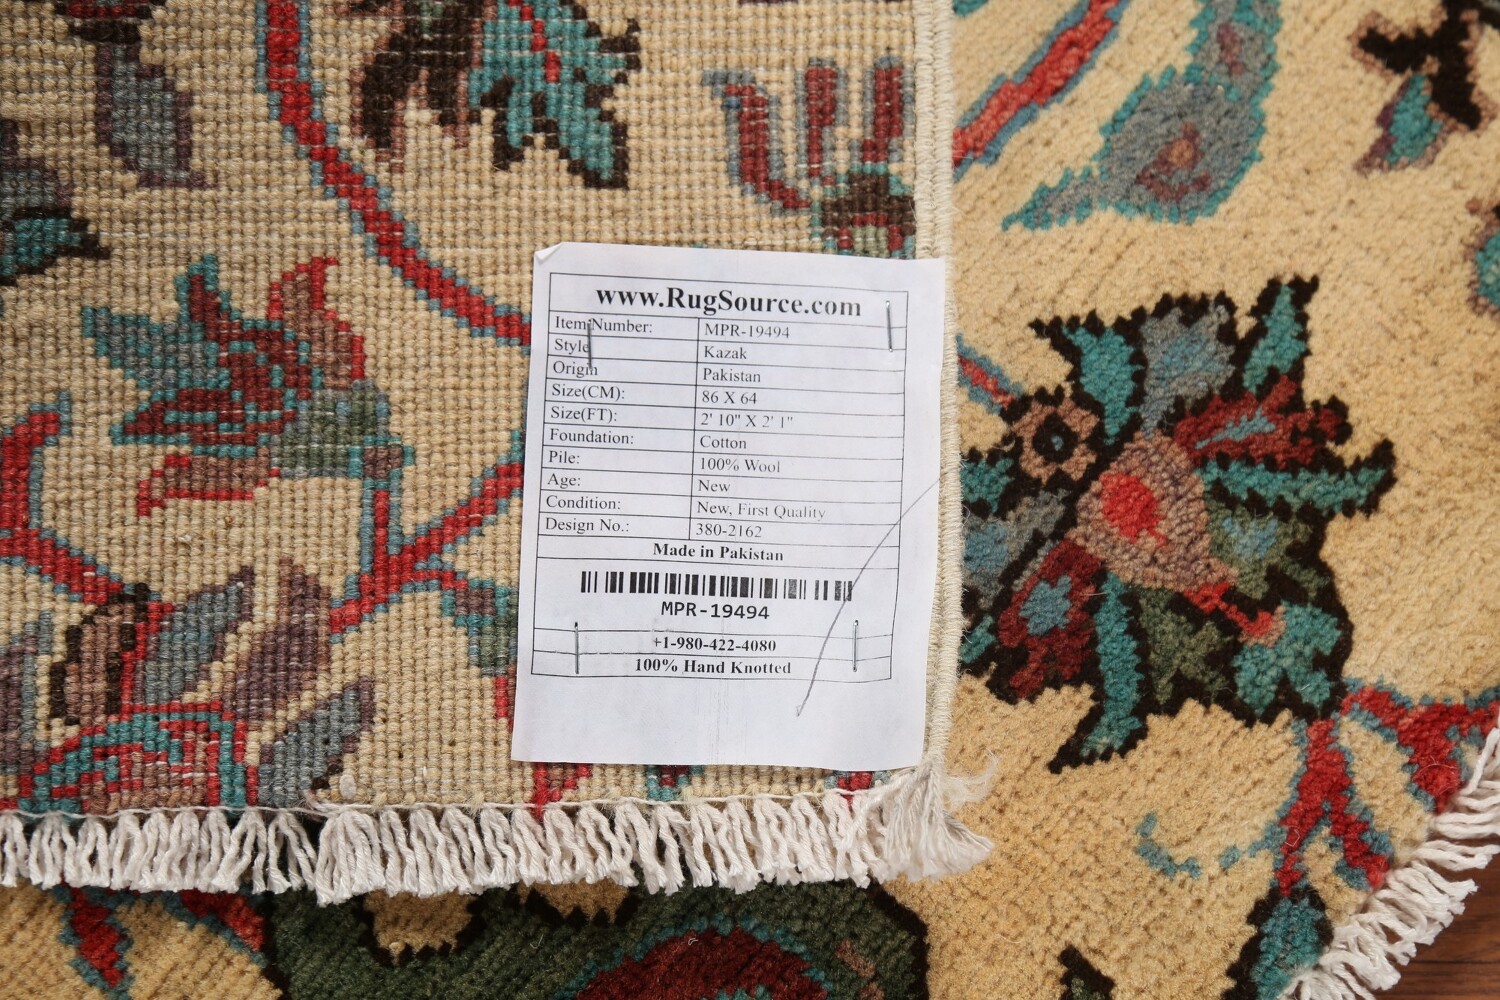 www.RugSource.com
Item Number: MPR-19494
Style Kazak
Origin Pakistan
Size(CM): 86 X 64
Size(FT): 2' 10" X 2' 1"
Foundation: Cotton
Pile: 100% Wool
Age: New
Condition: New, First Quality
Design No.: 380-2162
Made in Pakistan
MPR-19494
+1-980-422-4080
100% Hand Knotted